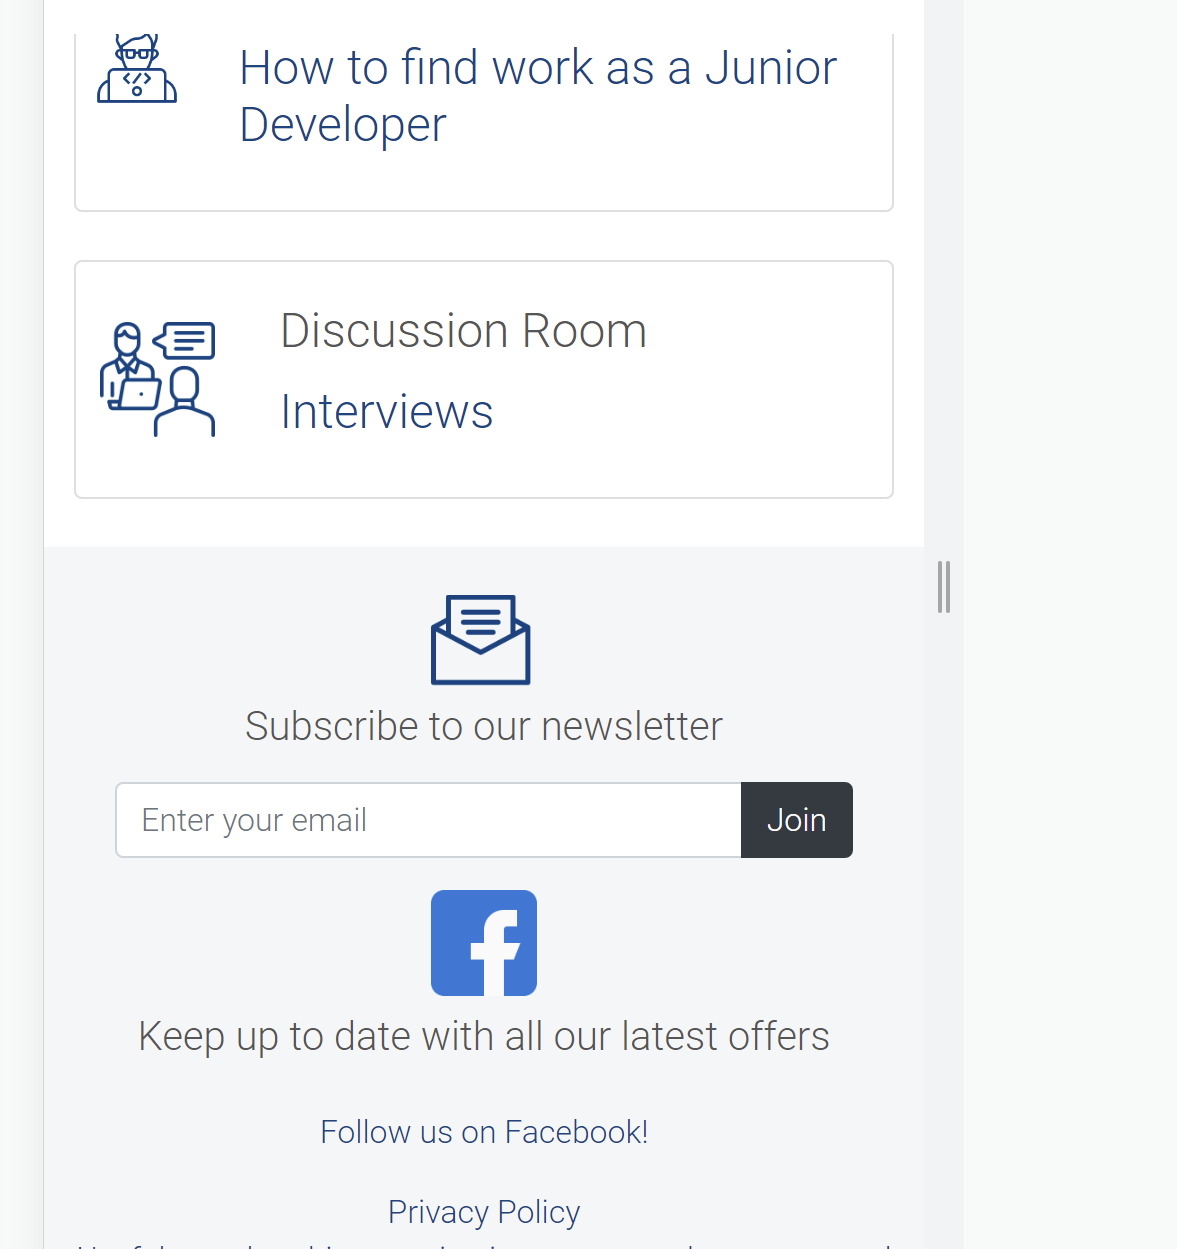 How to find work as a Junior
Developer
Discussion Room
Interviews
Subscribe to our newsletter
Enter your email
Join
Keep up to date with all our latest offers
Follow us on Facebook!
Privacy Policy